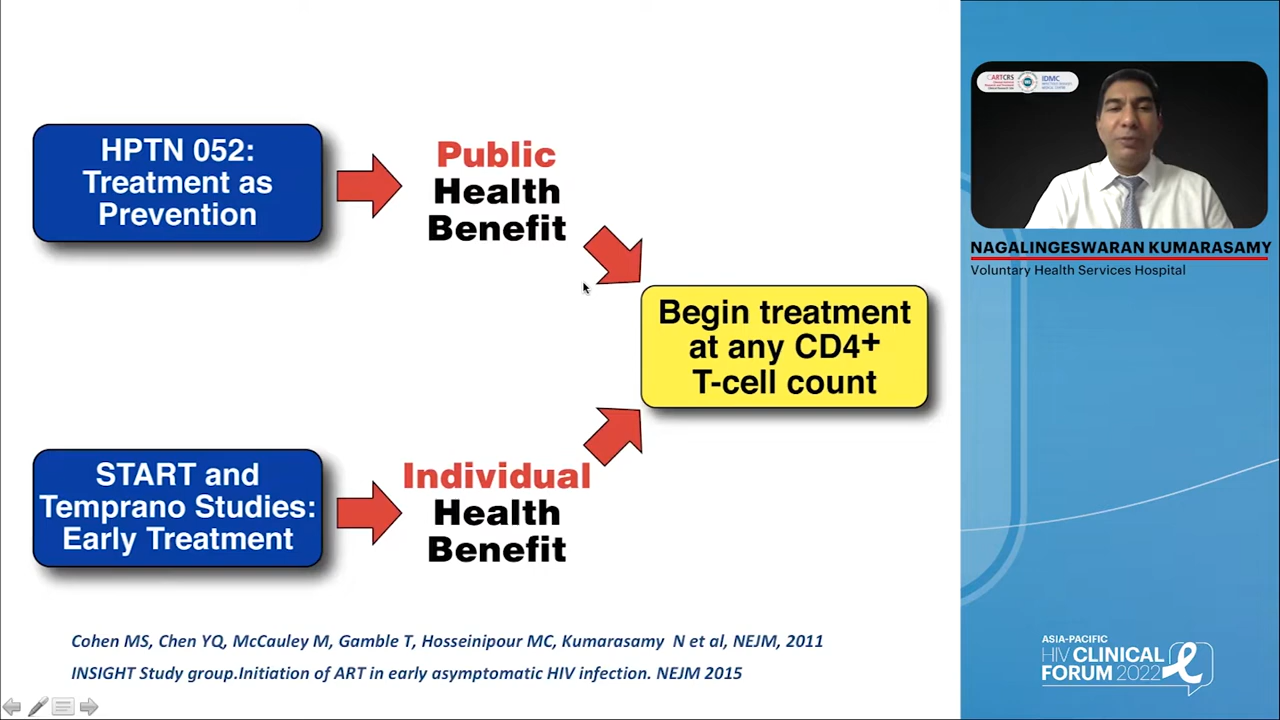 HPTN 052:
Treatment as
Prevention
Public
Health
Benefit
Begin treatment
at any CD4+
T-cell count
START and
Temprano Studies:
Early Treatment
Individual
Health
Benefit
Cohen MS, Chen YQ, McCauley M, Gamble T, Hosseinipour MC, Kumarasamy N et al, NEJM, 2011
INSIGHT Study group.Initiation of ART in early asymptomatic HIV infection. NEJM 2015
CARTCRS
IDMC
NAGALINGESWARAN KUMARASAMY
Voluntary Health Services Hospital
ASIA-PACIFIC
HIV CLINICAL
FORUM 2022